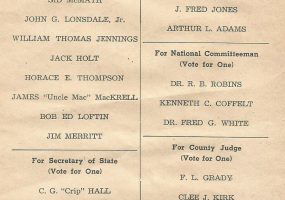 SID McMATH
JOHN G. LONSDALE, Jr.
WILLIAM THOMAS JENNINGS
JACK HOLT
HORACE E. THOMPSON
JAMES "Uncle Mac" MacKRELL
BOB ED LOFTIN
JIM MERRITT
For Secretary of State
(Vote for One)
C. G. "Crip" HALL
J. FRED JONES
ARTHUR L. ADAMS
For National Committeeman
(Vote for One)
DR. R. B. ROBINS
KENNETH C. COFFELT
DR. FRED G. WHITE
For County Judge
(Vote for One)
F. L. GRADY
CLEE J. KIRK